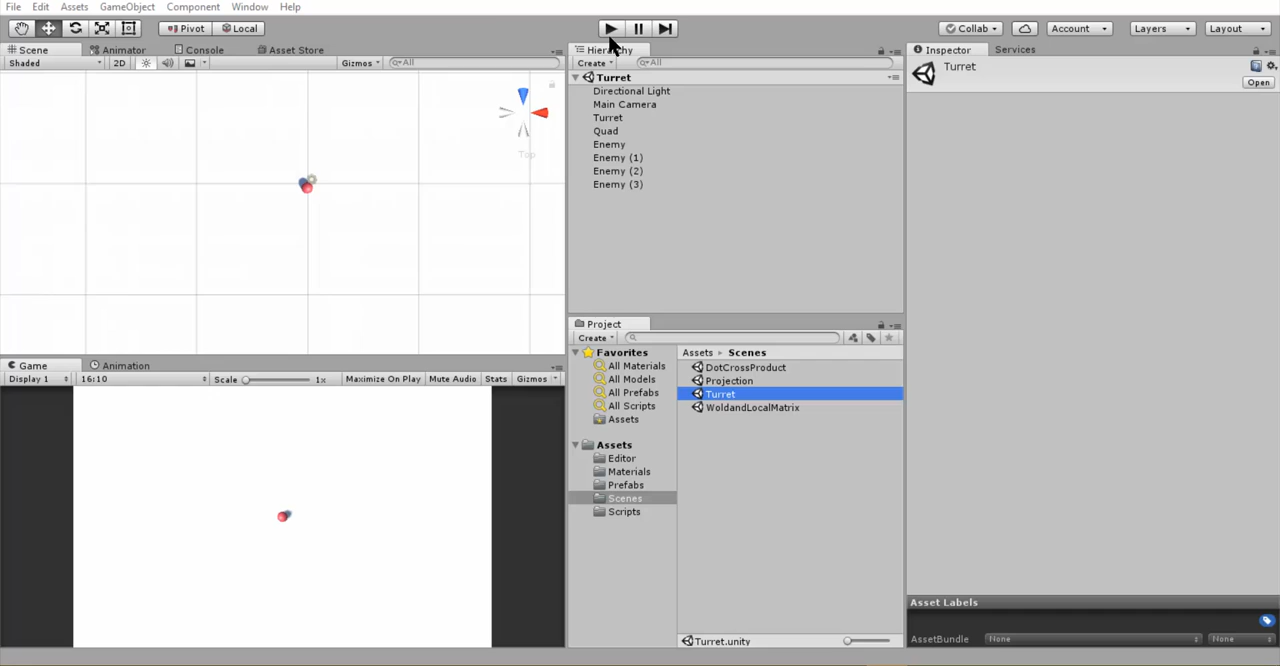 File Edit Assets GameObject Component Window Help
Pivot Local Collab Account Layers Layout
Scene Animator Console Asset Store
Shaded 2D Gizmos All
Top
Hierarchy
Create All
Turret
Directional Light
Main Camera
Turret
Quad
Enemy
Enemy (1)
Enemy (2)
Enemy (3)
Game Animation
Display 1 16:10 Scale 1x Maximize On Play Mute Audio Stats Gizmos
Project
Create
Favorites
All Materials
All Models
All Prefabs
All Scripts
Assets
Assets
Editor
Materials
Prefabs
Scenes
Scripts
Assets Scenes
DotCrossProduct
Projection
Turret
WoldandLocalMatrix
Turret.unity
Inspector Services
Turret
Open
Asset Labels
AssetBundle None None